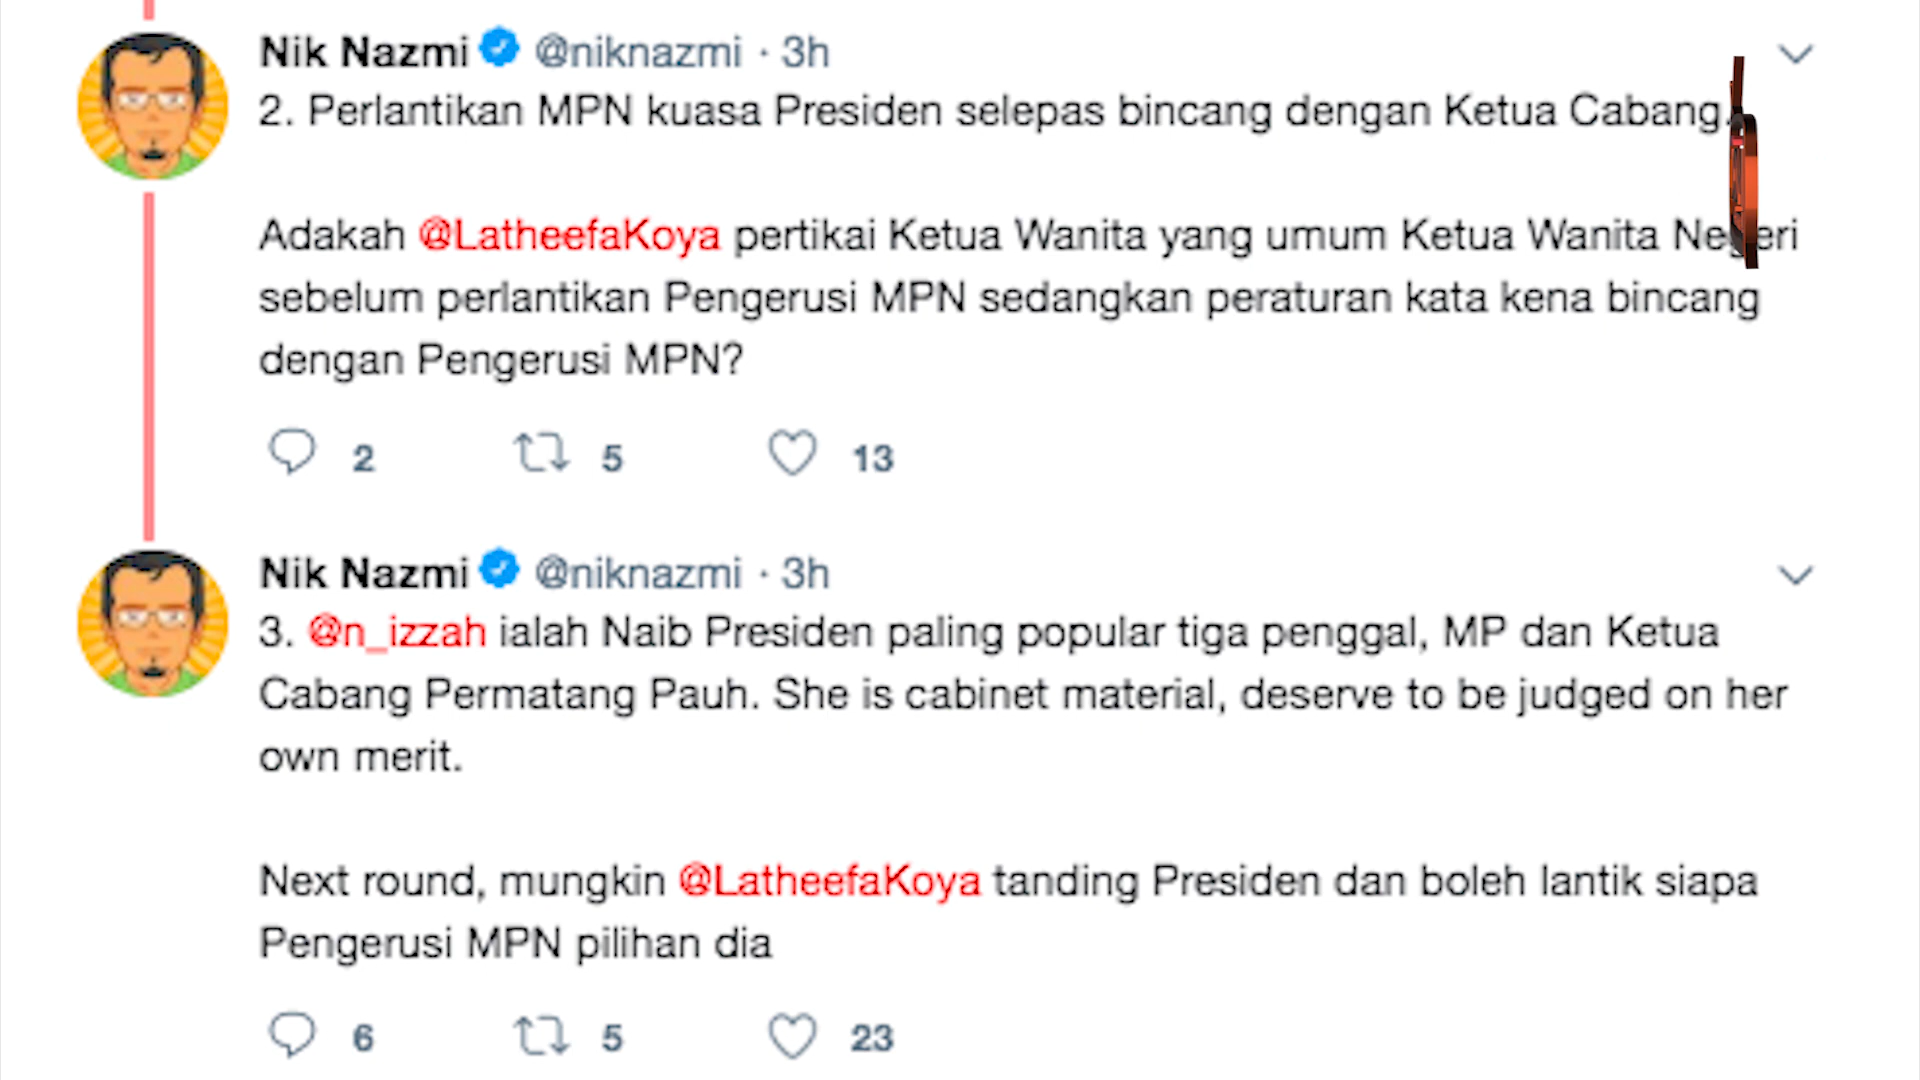 Nik Nazmi @niknazmi · 3h
2. Perlantikan MPN kuasa Presiden selepas bincang dengan Ketua Cabang.
Adakah @LatheefaKoya pertikai Ketua Wanita yang umum Ketua Wanita Negeri
sebelum perlantikan Pengerusi MPN sedangkan peraturan kata kena bincang
dengan Pengerusi MPN?
2 5 13
Nik Nazmi @niknazmi · 3h
3. @n_izzah ialah Naib Presiden paling popular tiga penggal, MP dan Ketua
Cabang Permatang Pauh. She is cabinet material, deserve to be judged on her
own merit.
Next round, mungkin @LatheefaKoya tanding Presiden dan boleh lantik siapa
Pengerusi MPN pilihan dia
6 5 23